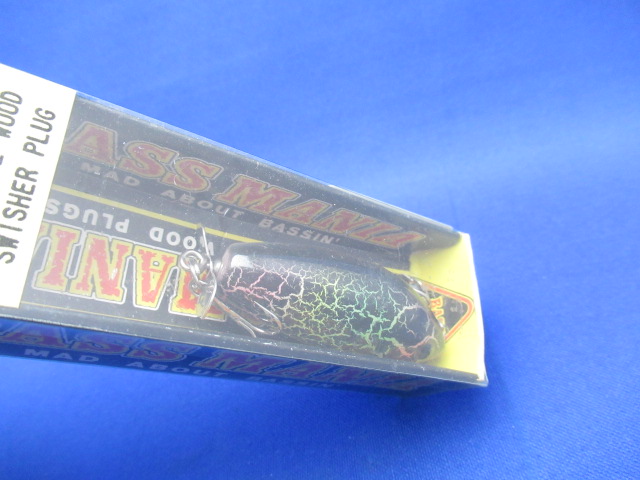 WOOD
SWISHER PLUG
ASS MANIA
MAD ABOUT BASSIN'
WOOD PLUGS
MANI
ASS MANIA
MAD ABOUT BASSIN'